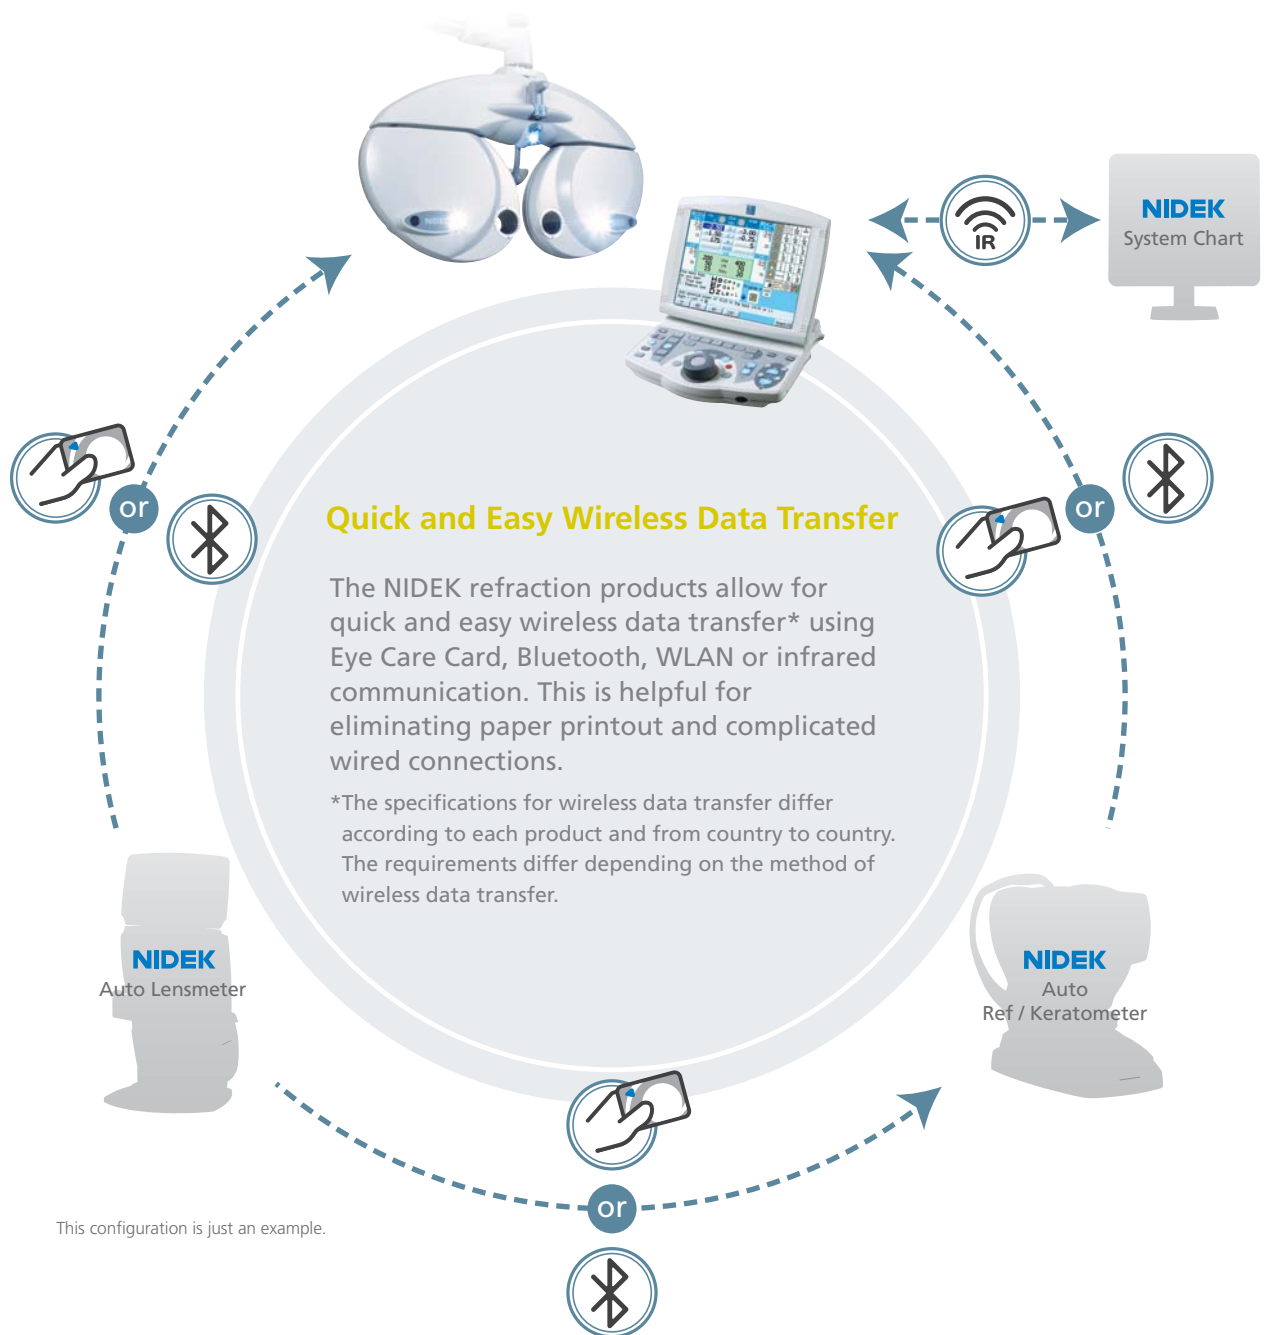 NIDEK
System Chart
IR
or
or
Quick and Easy Wireless Data Transfer
The NIDEK refraction products allow for
quick and easy wireless data transfer* using
Eye Care Card, Bluetooth, WLAN or infrared
communication. This is helpful for
eliminating paper printout and complicated
wired connections.
*The specifications for wireless data transfer differ
according to each product and from country to country.
The requirements differ depending on the method of
wireless data transfer.
NIDEK
Auto Lensmeter
NIDEK
Auto
Ref / Keratometer
or
This configuration is just an example.